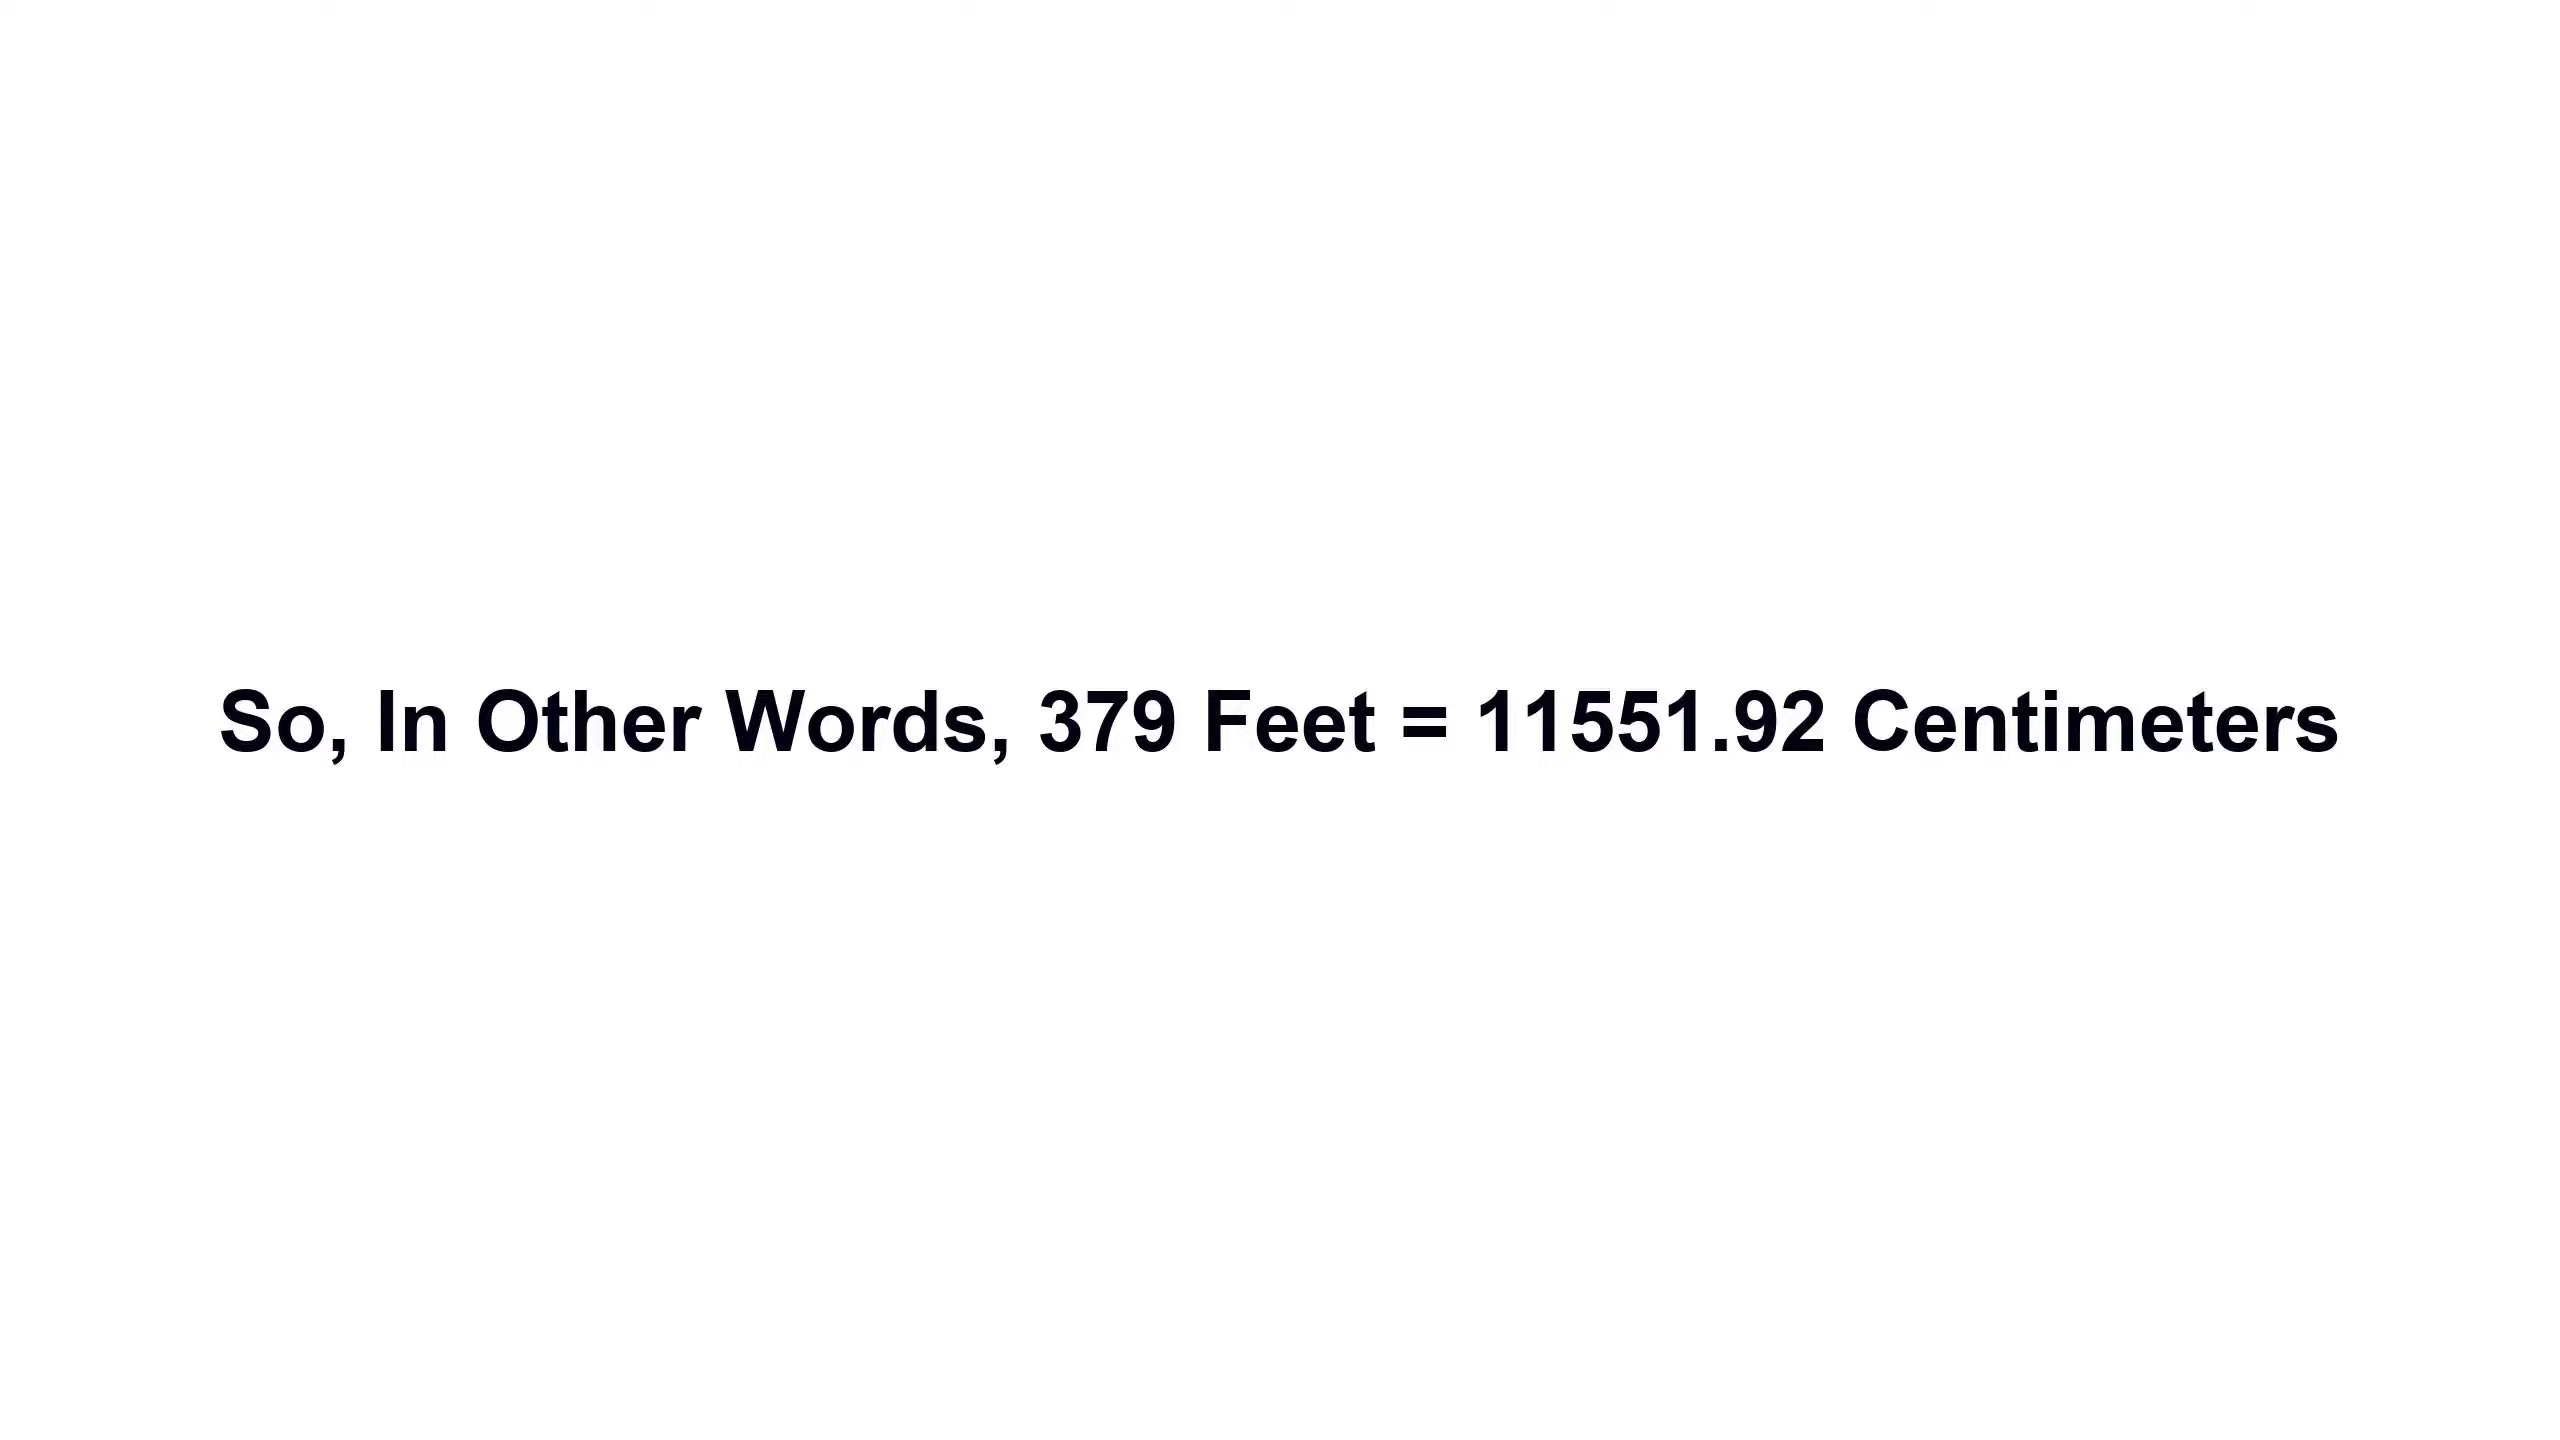 So, In Other Words, 379 Feet = 11551.92 Centimeters